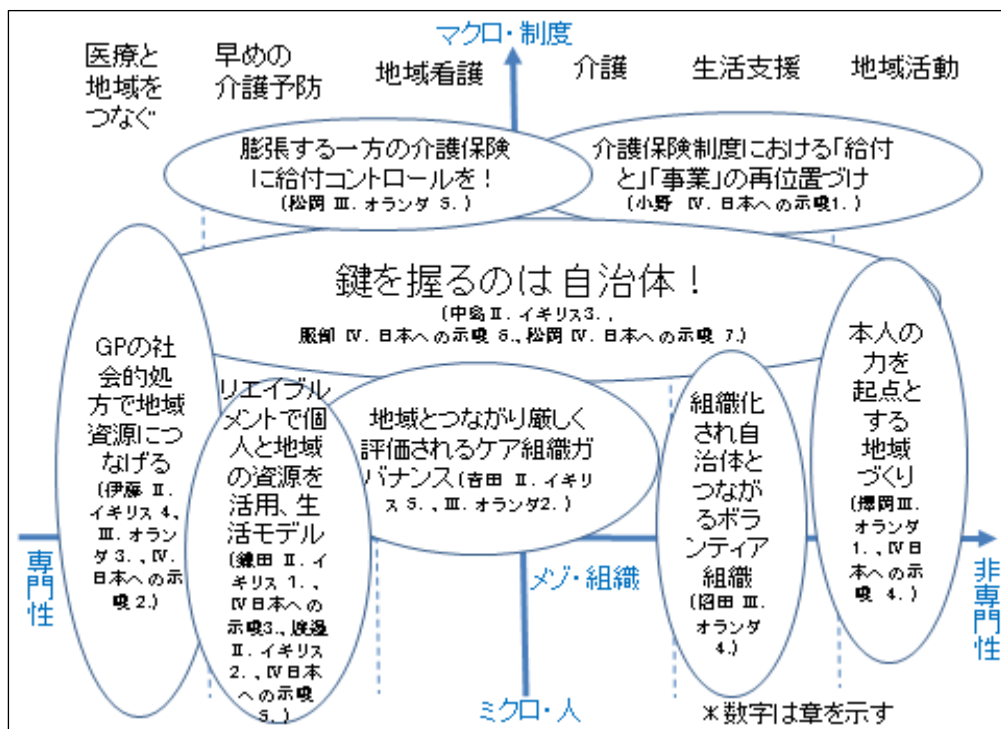 マクロ・制度
医療と
地域を
つなぐ
早めの
介護予防
地域看護
介護
生活支援
地域活動
膨張する一方の介護保険
に給付コントロールを!
(松岡 Ⅲ. オランダ 5.)
介護保険制度における「給付
と」「事業」の再位置づけ
(小野 Ⅳ. 日本への示唆1.)
鍵を握るのは自治体!
(中島Ⅱ. イギリス3.、
服部 Ⅳ. 日本への示唆 6.、松岡 Ⅳ. 日本への示唆 7.)
GPの社
会的処
方で地域
資源につ
なげる
(伊藤 Ⅱ.
イギリス 4、
Ⅲ. オラン
ダ3.、Ⅳ.
日本への示
唆 2.)
リエイブル
メントで個
人と地域
の資源を
活用、生
活モデル
Ⅱ. イ
ギリス 1.、
Ⅳ日本への
示唆3.、渡邉
Ⅱ. イギリス
2.、Ⅳ日本
への示唆
5.)
地域とつながり厳しく
評価されるケア組織ガ
バナンス(吉田 Ⅱ. イギリ
ス 5.、Ⅲ. オランダ2.)
組織化
され自
治体と
つなが
るボラ
ンティア
組織
Ⅲ.
オランダ
4.)
本人の
力を
起点と
する
地域
づくり
Ⅲ.
オランダ
1.、Ⅳ日
本への示
唆 4.)
専門性
メゾ・組織
非専門性
ミクロ・人
*数字は章を示す